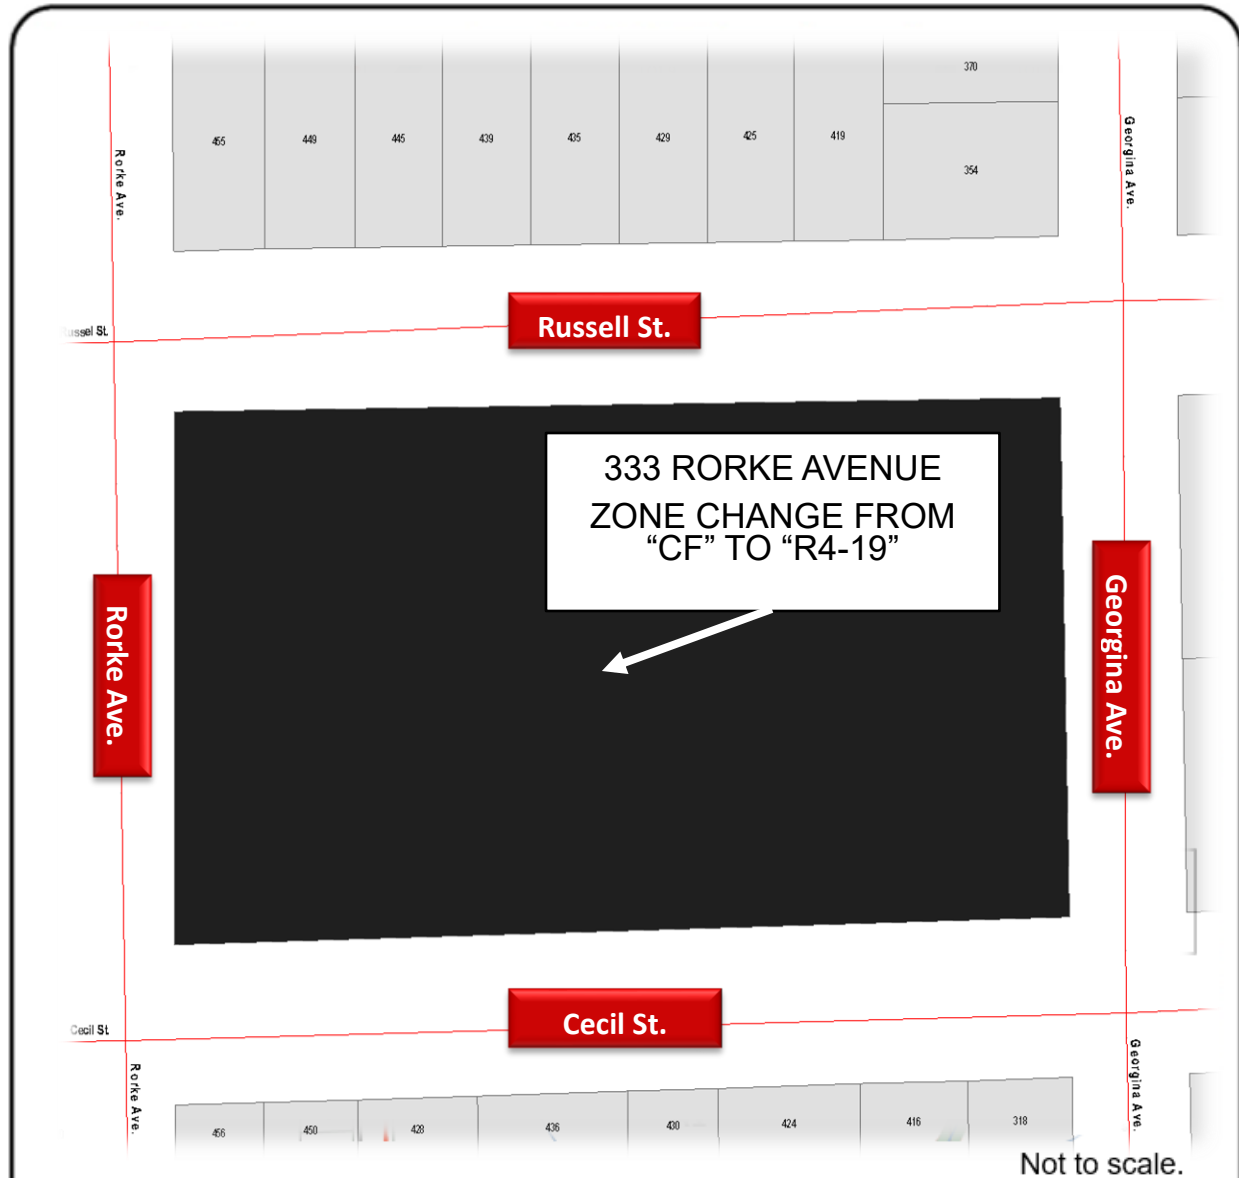 370
455
449
445
439
435
429
425
419
354
Rorke Ave.
Georgina Ave.
Russell St.
Russel St.
333 RORKE AVENUE
ZONE CHANGE FROM
“CF” TO “R4-19”
Rorke Ave.
Georgina Ave.
Cecil St.
Cecil St
Rorke Ave.
Georgina Ave.
456
450
428
436
430
424
416
318
Not to scale.